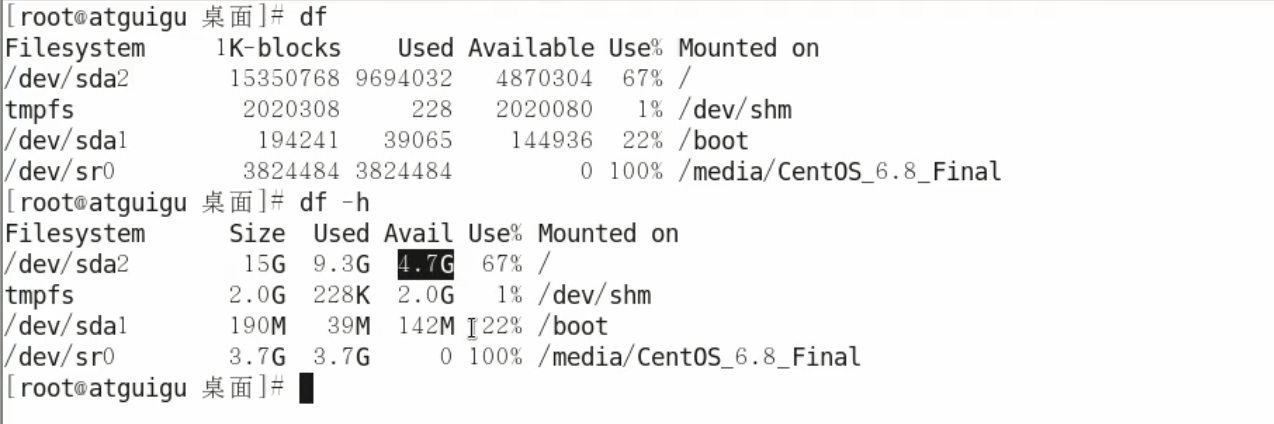 [root@atguigu 桌面]# df
Filesystem     1K-blocks    Used Available Use% Mounted on
/dev/sda2       15350768 9694032   4870304  67% /
tmpfs            2020308     228   2020080   1% /dev/shm
/dev/sda1         194241   39065    144936  22% /boot
/dev/sr0         3824484 3824484         0 100% /media/CentOS_6.8_Final
[root@atguigu 桌面]# df -h
Filesystem      Size  Used Avail Use% Mounted on
/dev/sda2        15G  9.3G  4.7G  67% /
tmpfs           2.0G  228K  2.0G   1% /dev/shm
/dev/sda1       190M   39M  142M  22% /boot
/dev/sr0        3.7G  3.7G     0 100% /media/CentOS_6.8_Final
[root@atguigu 桌面]#